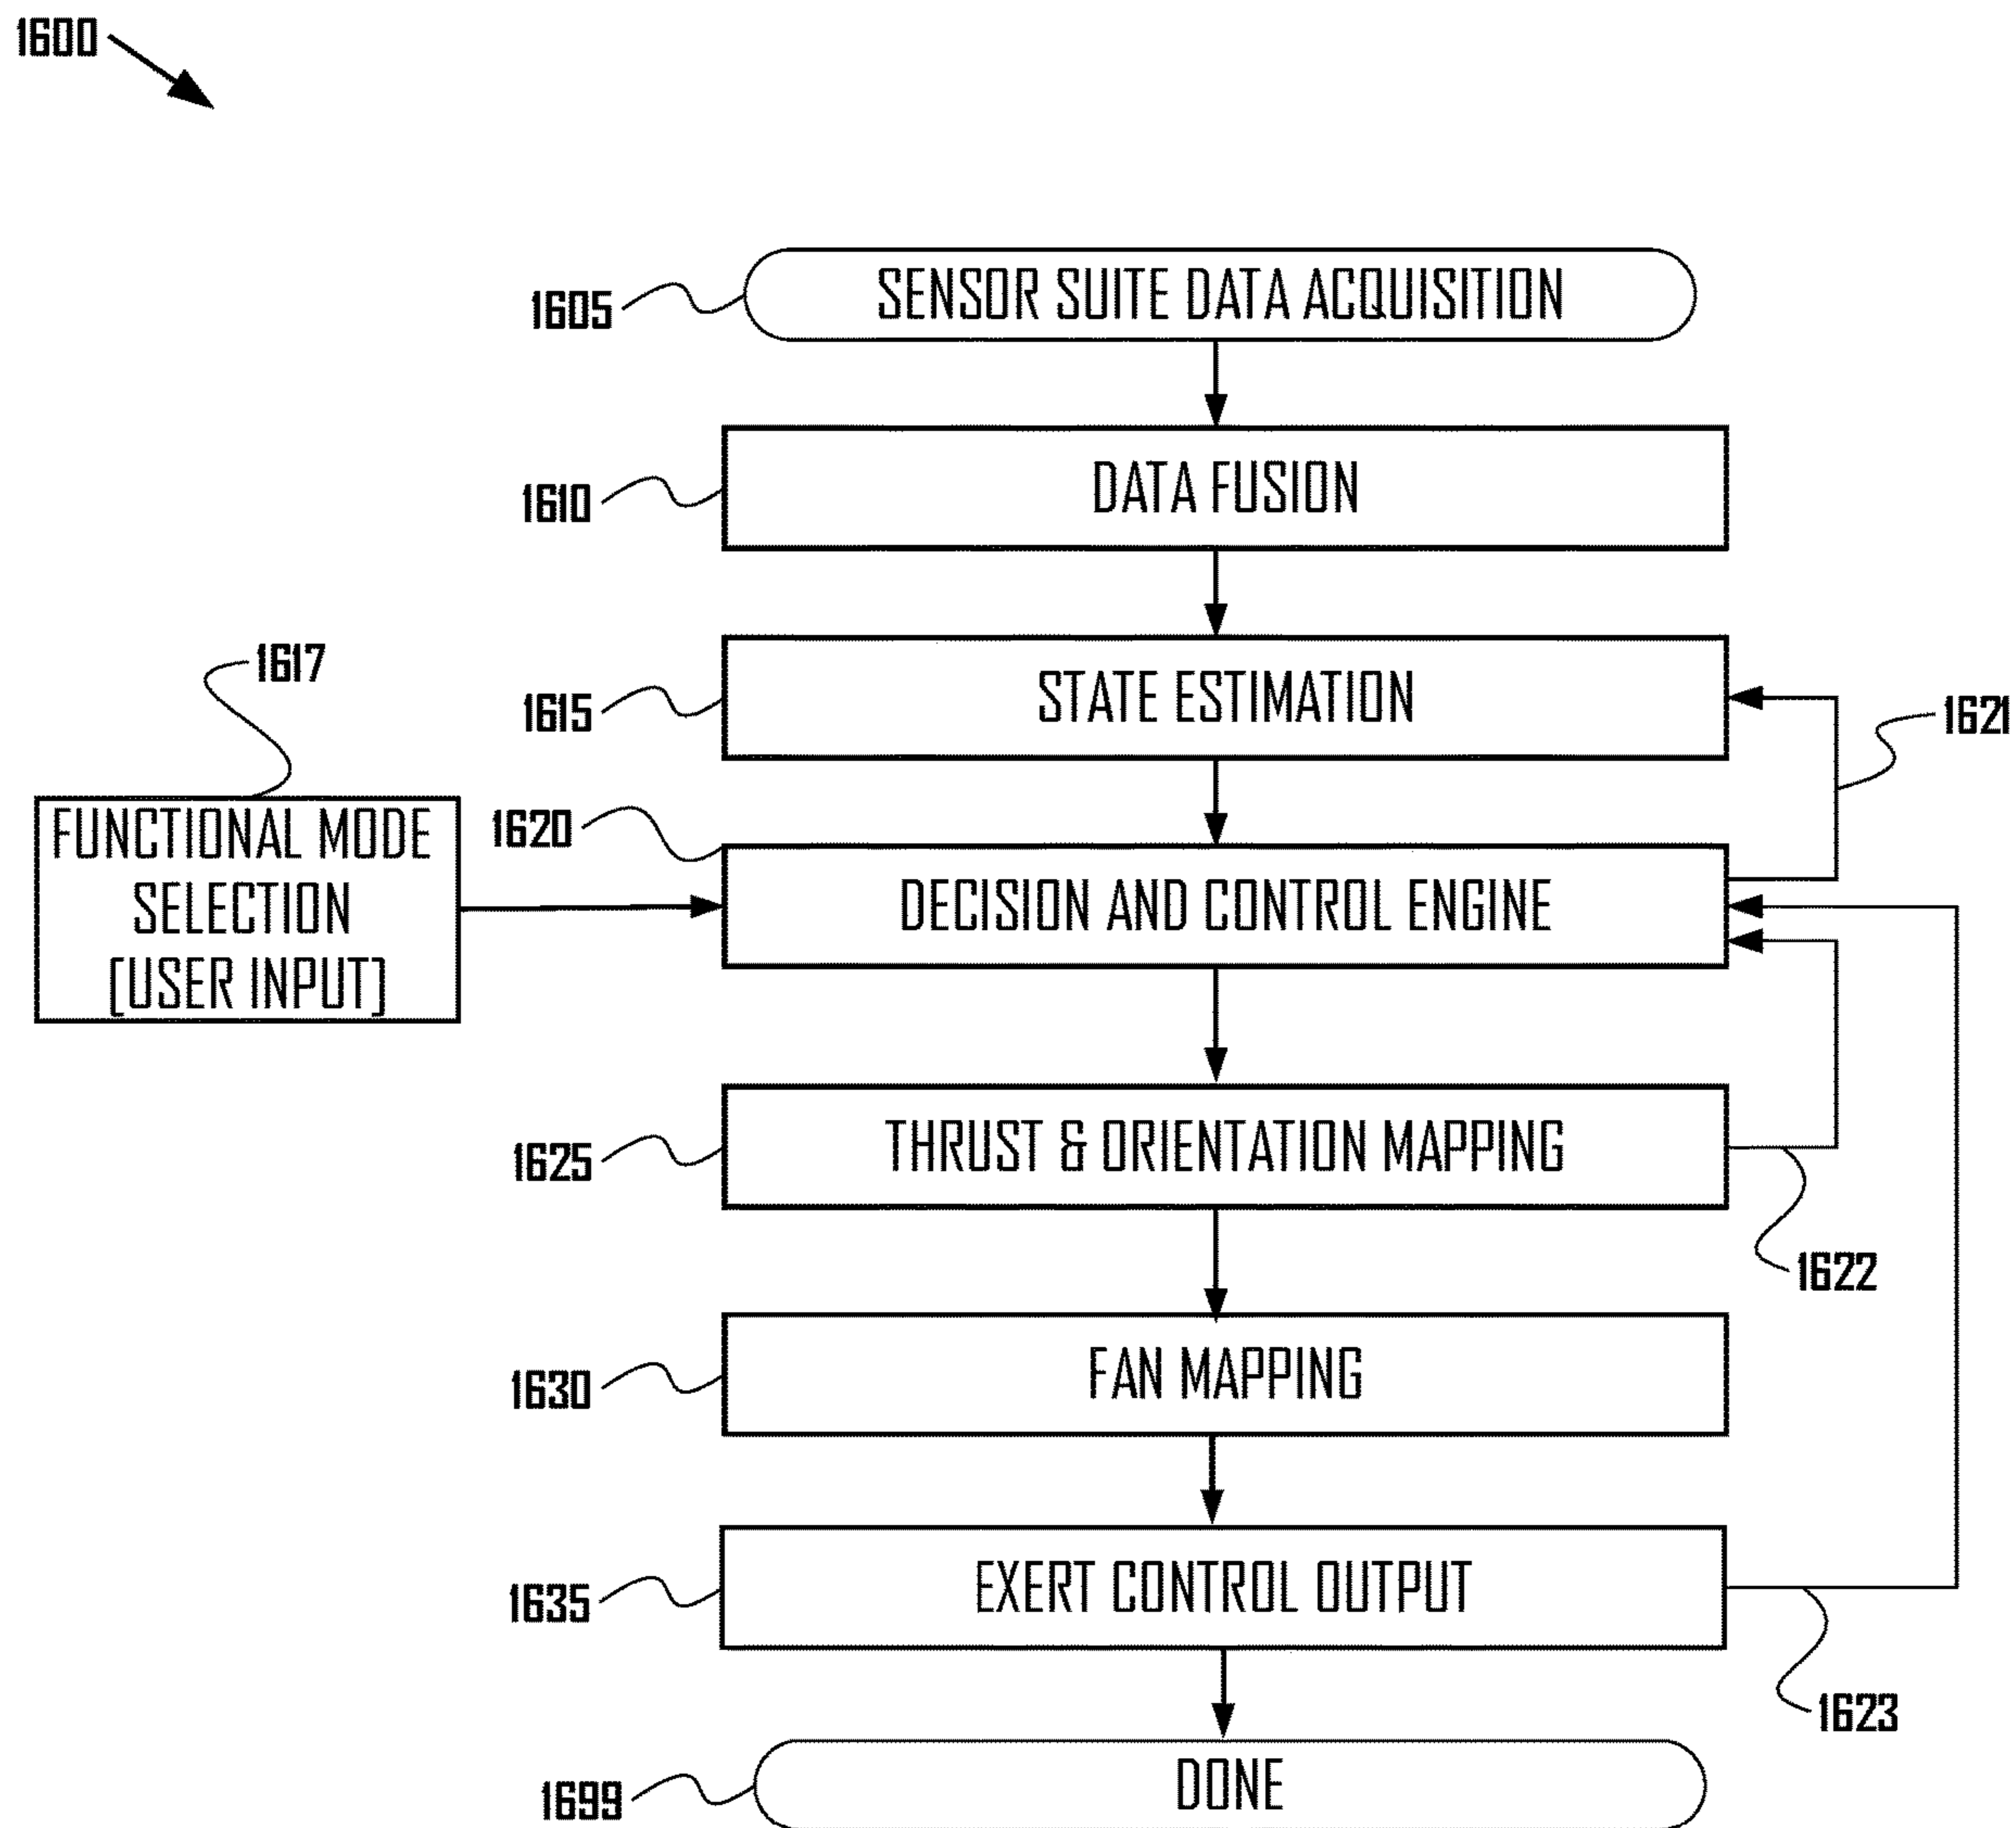 1600
1605
SENSOR SUITE DATA ACQUISITION
1610
DATA FUSION
1615
STATE ESTIMATION
1617
1621
FUNCTIONAL MODE
SELECTION
[USER INPUT]
1620
DECISION AND CONTROL ENGINE
1625
THRUST & ORIENTATION MAPPING
1622
1630
FAN MAPPING
1635
EXERT CONTROL OUTPUT
1623
1699
DONE